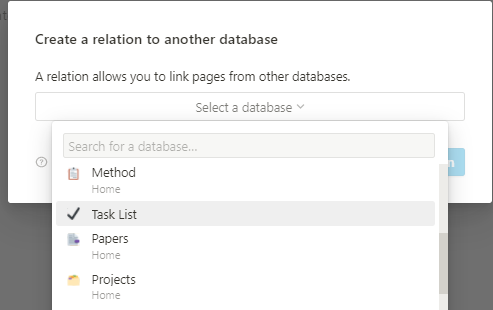 Create a relation to another database
A relation allows you to link pages from other databases.
Select a database
Search for a database...
Method
Home
Task List
Papers
Home
Projects
Home